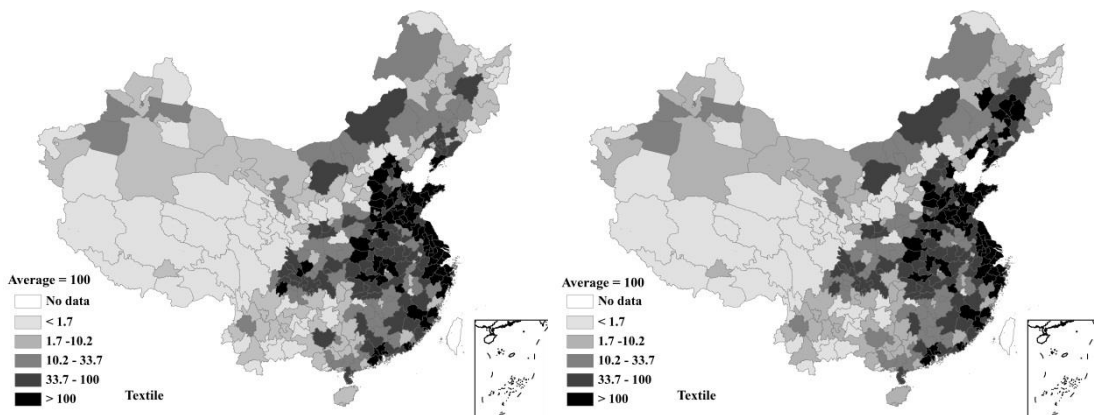 Average = 100
No data
< 1.7
1.7 -10.2
10.2 - 33.7
33.7 - 100
> 100
Textile
Average = 100
No data
< 1.7
1.7 -10.2
10.2 - 33.7
33.7 - 100
> 100
Textile